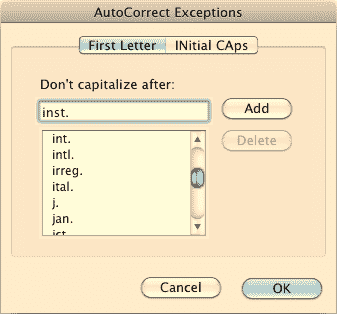 AutoCorrect Exceptions
First Letter INitial CAps
Don't capitalize after:
inst. Add
Delete
int.
intl.
irreg.
ital.
j.
jan.
Cancel OK